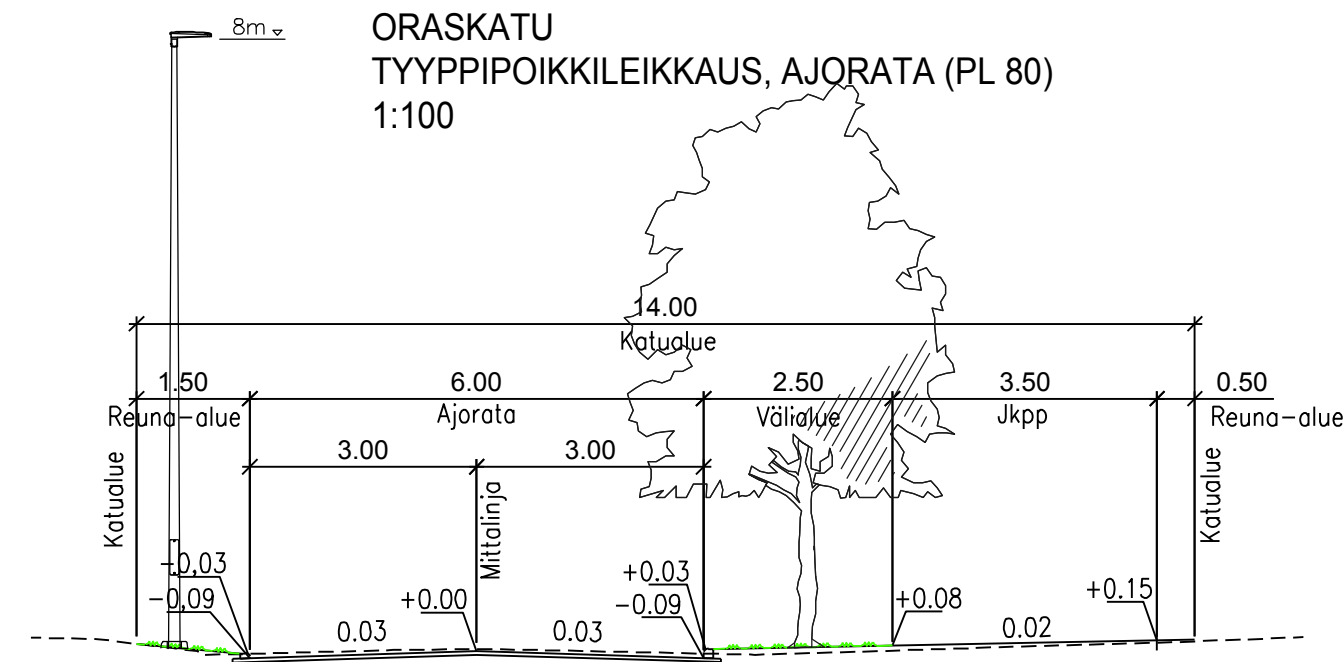 8m
ORASKATU
TYYPPIPOIKKILEIKKAUS, AJORATA (PL 80)
1:100
14.00
Katualue
1.50 6.00 2.50 3.50 0.50
Reuna-alue Ajorata Välialue Jkpp Reuna-alue
3.00 3.00
Katualue
Mittalinja
Katualue
+0,03
-0,09
+0.00
+0.03
-0.09
+0.08
+0.15
0.03 0.03 0.02